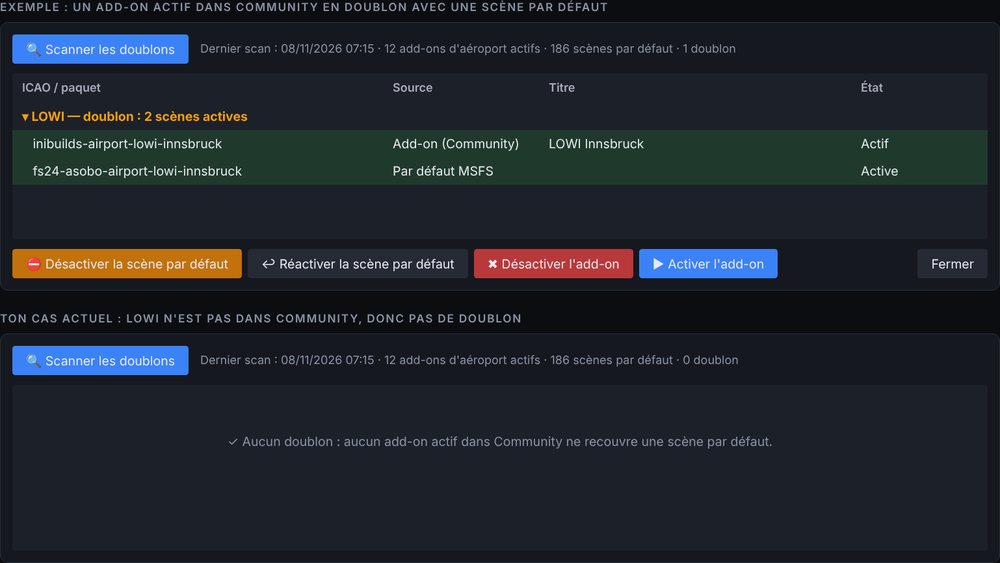 EXEMPLE : UN ADD-ON ACTIF DANS COMMUNITY EN DOUBLON AVEC UNE SCÈNE PAR DÉFAUT
🔍 Scanner les doublons Dernier scan : 08/11/2026 07:15 · 12 add-ons d'aéroport actifs · 186 scènes par défaut · 1 doublon
ICAO / paquet Source Titre État
▾ LOWI — doublon : 2 scènes actives
inibuilds-airport-lowi-innsbruck Add-on (Community) LOWI Innsbruck Actif
fs24-asobo-airport-lowi-innsbruck Par défaut MSFS Active
⛔ Désactiver la scène par défaut ↩ Réactiver la scène par défaut ✖ Désactiver l'add-on ▶ Activer l'add-on Fermer
TON CAS ACTUEL : LOWI N'EST PAS DANS COMMUNITY, DONC PAS DE DOUBLON
🔍 Scanner les doublons Dernier scan : 08/11/2026 07:15 · 12 add-ons d'aéroport actifs · 186 scènes par défaut · 0 doublon
✓ Aucun doublon : aucun add-on actif dans Community ne recouvre une scène par défaut.